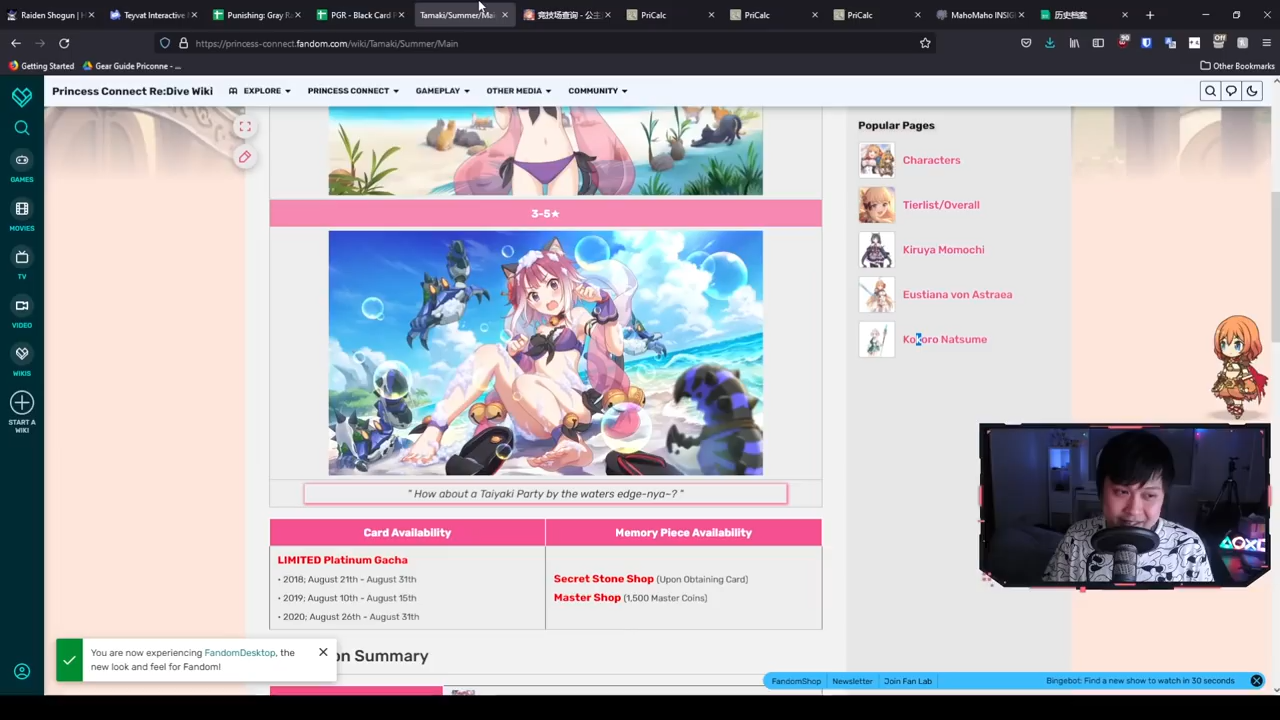 Raiden Shogun | H
Teyvat Interactive
Punishing: Gray Ra
PGR - Black Card P
Tamaki/Summer/Mai
竞技场查询 - 公主
PriCalc
PriCalc
PriCalc
MahoMaho INSIG
历史档案
https://princess-connect.fandom.com/wiki/Tamaki/Summer/Main
90
Off
Getting Started
Gear Guide Priconne - ...
Other Bookmarks
Princess Connect Re:Dive Wiki
EXPLORE
PRINCESS CONNECT
GAMEPLAY
OTHER MEDIA
COMMUNITY
GAMES
MOVIES
TV
VIDEO
WIKIS
START A
WIKI
Popular Pages
Characters
Tierlist/Overall
Kiruya Momochi
Eustiana von Astraea
Kokoro Natsume
3-5★
" How about a Taiyaki Party by the waters edge-nya~? "
Card Availability
Memory Piece Availability
LIMITED Platinum Gacha
• 2018; August 21th - August 31th
• 2019; August 10th - August 15th
• 2020; August 26th - August 31th
Secret Stone Shop (Upon Obtaining Card)
Master Shop (1,500 Master Coins)
on Summary
You are now experiencing FandomDesktop, the
new look and feel for Fandom!
FandomShop
Newsletter
Join Fan Lab
Bingebot: Find a new show to watch in 30 seconds